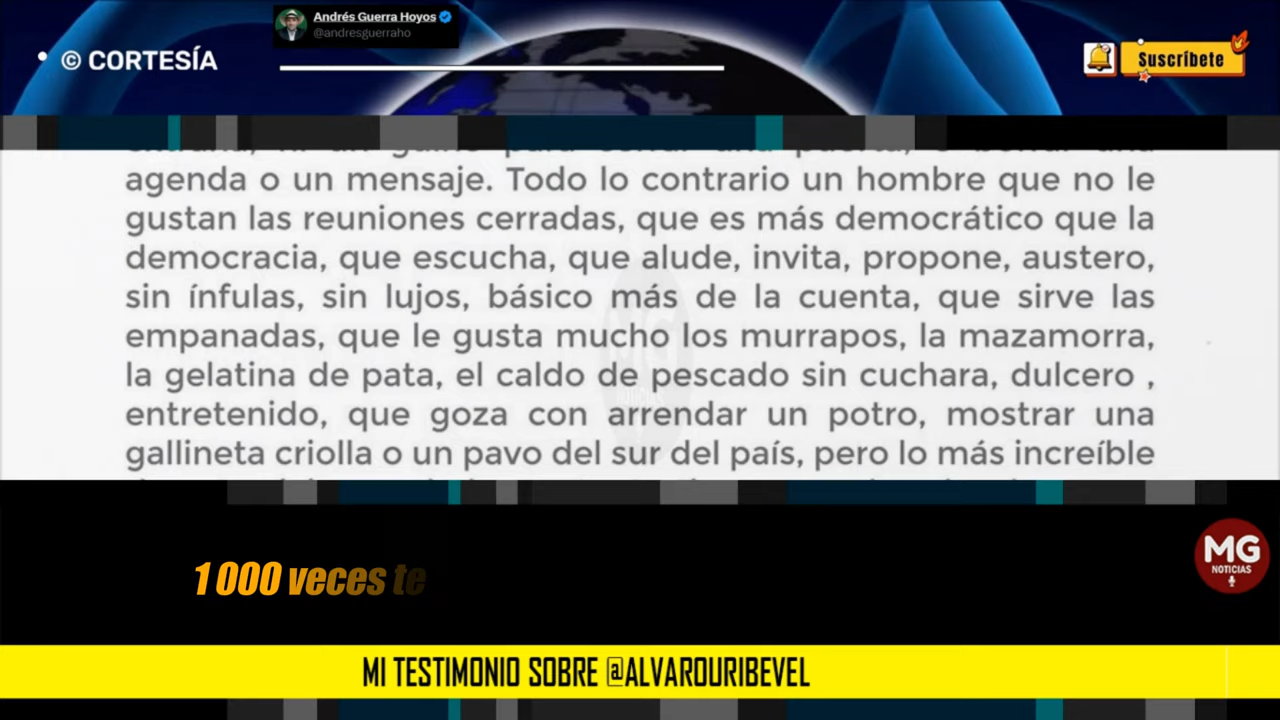 Andrés Guerra Hoyos
@andresguerraho
© CORTESÍA
Suscríbete
agenda o un mensaje. Todo lo contrario un hombre que no le
gustan las reuniones cerradas, que es más democrático que la
democracia, que escucha, que alude, invita, propone, austero,
sin ínfulas, sin lujos, básico más de la cuenta, que sirve las
empanadas, que le gusta mucho los murrapos, la mazamorra,
la gelatina de pata, el caldo de pescado sin cuchara, dulcero ,
entretenido, que goza con arrendar un potro, mostrar una
gallineta criolla o un pavo del sur del país, pero lo más increíble
1000 veces te
MG
NOTICIAS
MI TESTIMONIO SOBRE @ALVAROURIBEVEL